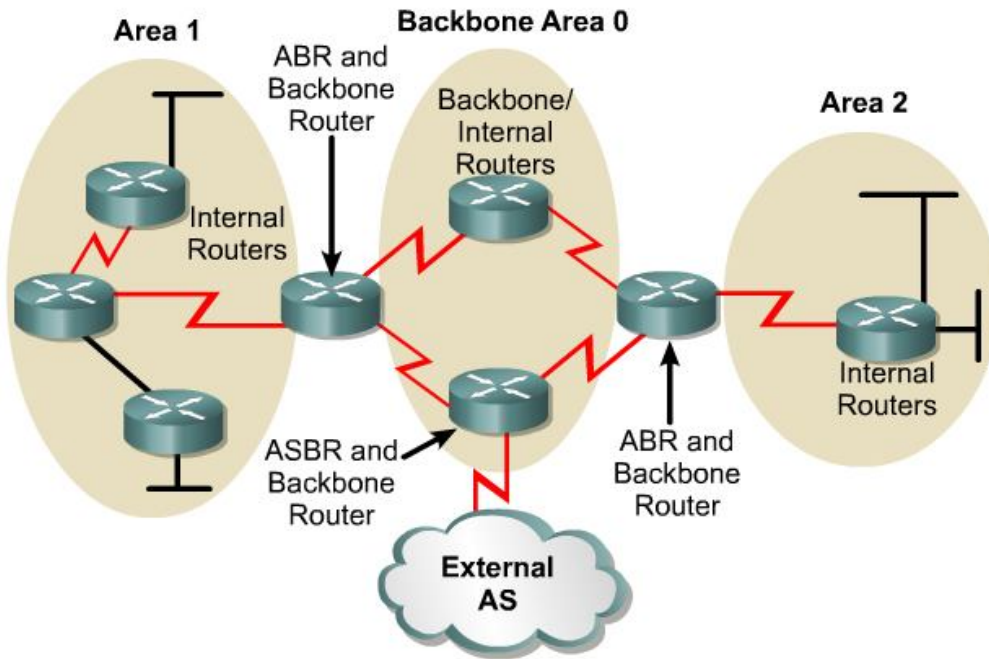 Area 1
Backbone Area 0
ABR and
Backbone
Router
Backbone/
Internal
Routers
Area 2
Internal
Routers
Internal
Routers
ASBR and
Backbone
Router
ABR and
Backbone
Router
External
AS